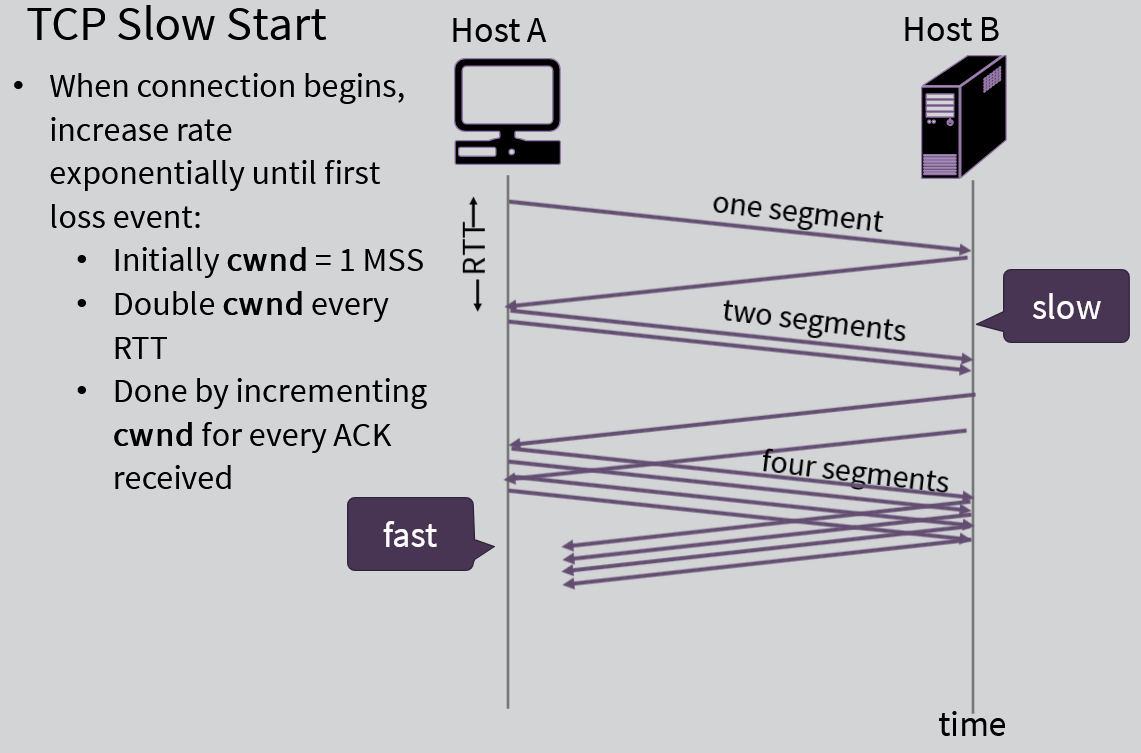 TCP Slow Start
• When connection begins,
increase rate
exponentially until first
loss event:
• Initially cwnd = 1 MSS
• Double cwnd every
RTT
• Done by incrementing
cwnd for every ACK
received
Host A
Host B
RTT
one segment
two segments
slow
four segments
fast
time